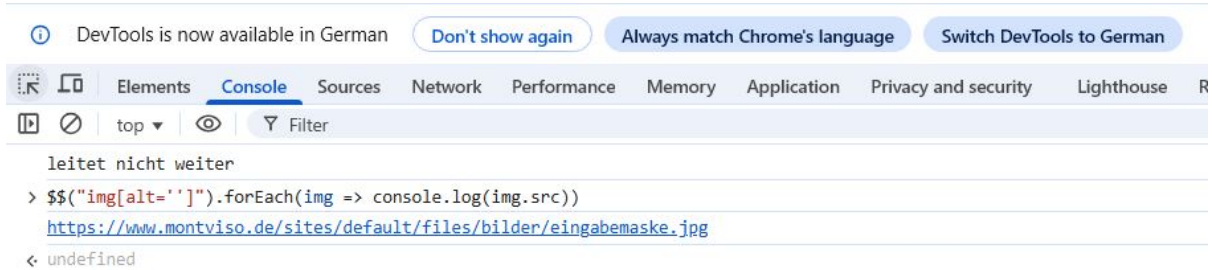 DevTools is now available in German Don't show again Always match Chrome's language Switch DevTools to German
Elements Console Sources Network Performance Memory Application Privacy and security Lighthouse R
top Filter
leitet nicht weiter
> $$("img[alt='']").forEach(img => console.log(img.src))
https://www.montviso.de/sites/default/files/bilder/eingabemaske.jpg
undefined